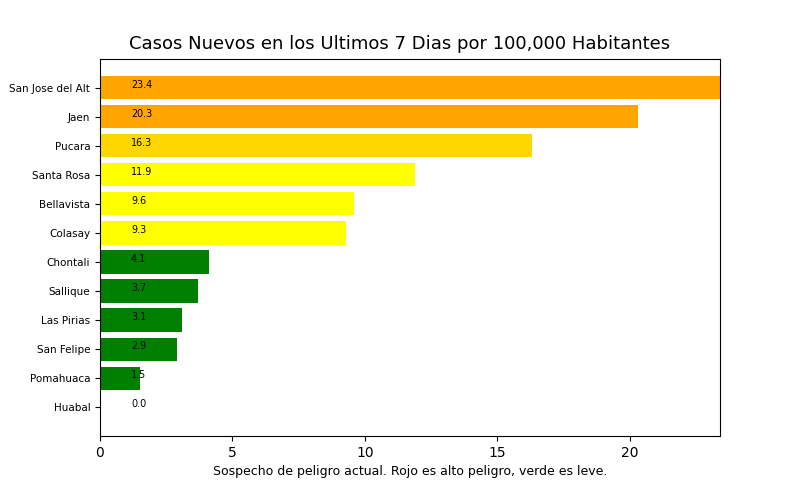 Casos Nuevos en los Ultimos 7 Dias por 100,000 Habitantes
San Jose del Alt 23.4
Jaen 20.3
Pucara 16.3
Santa Rosa 11.9
Bellavista 9.6
Colasay 9.3
Chontali 4.1
Sallique 3.7
Las Pirias 3.1
San Felipe 2.9
Pomahuaca 1.5
Huabal 0.0
0 5 10 15 20
Sospecho de peligro actual. Rojo es alto peligro, verde es leve.